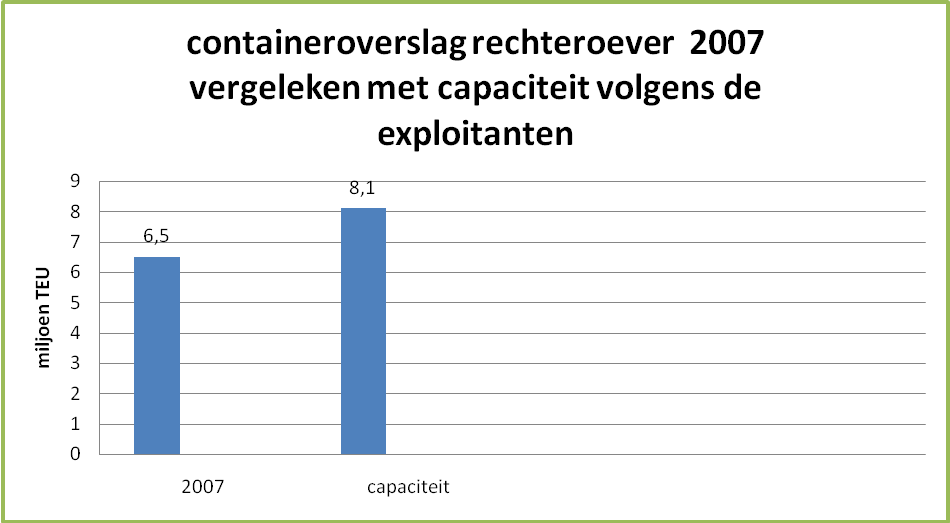 containeroverslag rechteroever 2007
vergeleken met capaciteit volgens de
exploitanten
miljoen TEU
9
8
7
6
5
4
3
2
1
0
6,5
8,1
2007
capaciteit